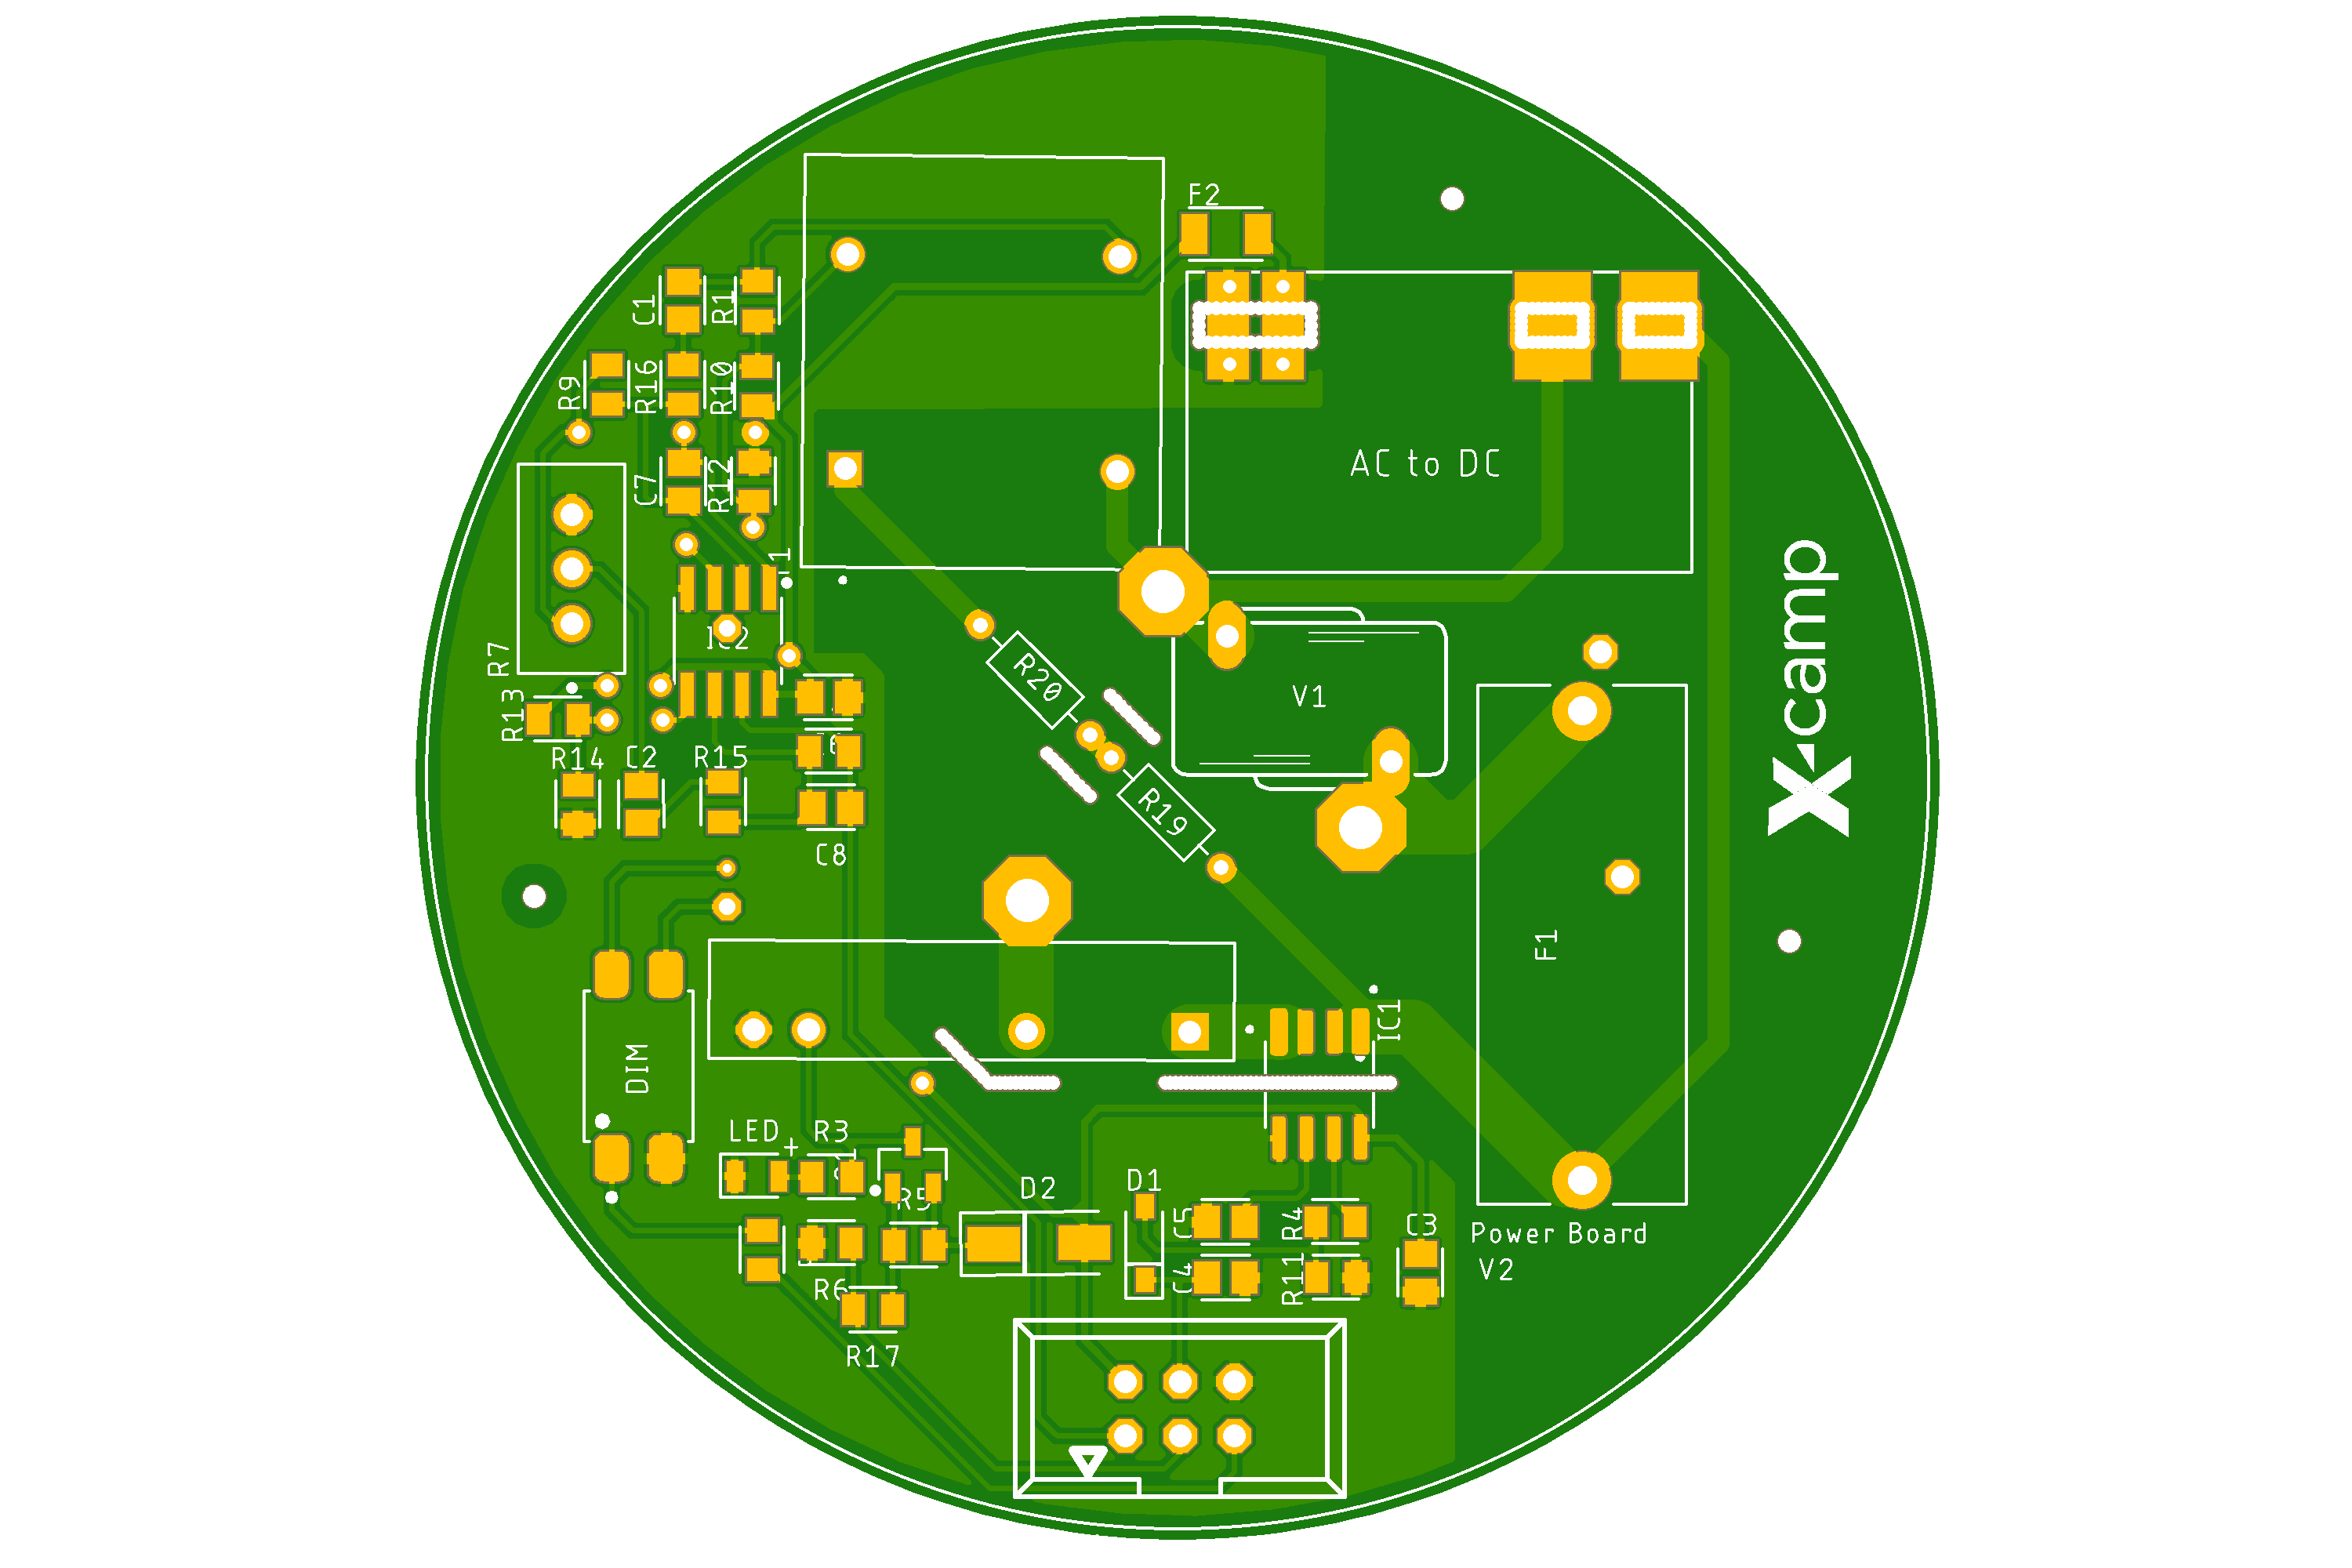 F2
C1
R1
R9
R16
R10
AC to DC
C7
R12
1
IC2
R7
R20
V1
x-camp
R13
R14
C2
R15
R19
C8
F1
IC1
DIM
LED
+
R3
R5
D2
D1
C5
R4
C3
Power Board
V2
C4
R11
R6
R17